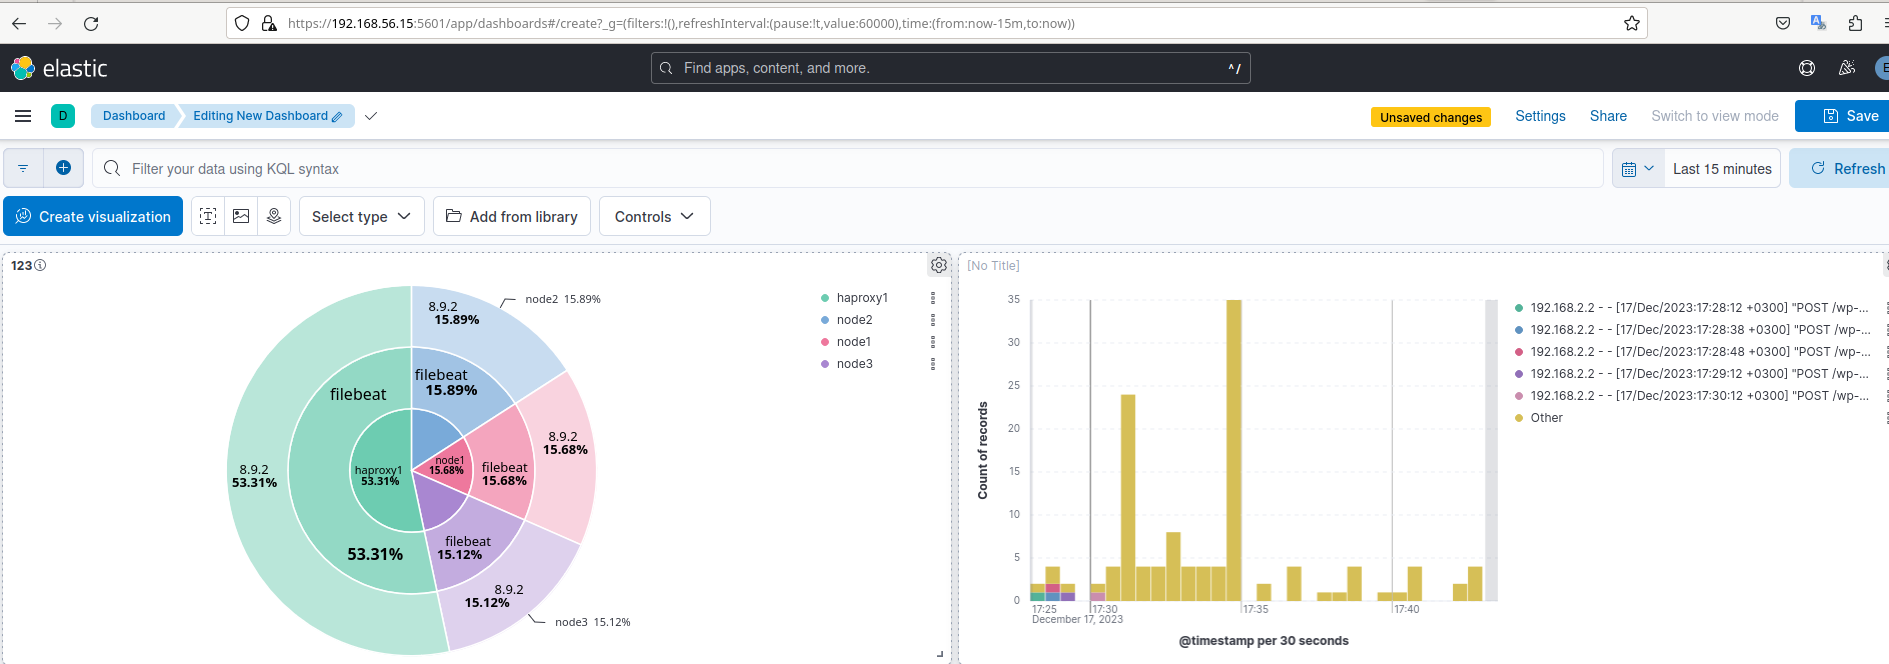 https://192.168.56.15:5601/app/dashboards#/create?_g=(filters:!(),refreshInterval:(pause:!t,value:60000),time:(from:now-15m,to:now))
elastic
Find apps, content, and more.
^/
E
D
Dashboard
Editing New Dashboard
Unsaved changes
Settings
Share
Switch to view mode
Save
Filter your data using KQL syntax
Last 15 minutes
Refresh
Create visualization
Select type
Add from library
Controls
123
8.9.2
15.89%
node2 15.89%
filebeat
15.89%
filebeat
haproxy1
53.31%
node1
15.68%
filebeat
15.68%
8.9.2
15.68%
8.9.2
53.31%
53.31%
filebeat
15.12%
8.9.2
15.12%
node3 15.12%
haproxy1
node2
node1
node3
[No Title]
Count of records
35
30
25
20
15
10
5
0
17:25
17:30
17:35
17:40
December 17, 2023
@timestamp per 30 seconds
192.168.2.2 - - [17/Dec/2023:17:28:12 +0300] "POST /wp-...
192.168.2.2 - - [17/Dec/2023:17:28:38 +0300] "POST /wp-...
192.168.2.2 - - [17/Dec/2023:17:28:48 +0300] "POST /wp-...
192.168.2.2 - - [17/Dec/2023:17:29:12 +0300] "POST /wp-...
192.168.2.2 - - [17/Dec/2023:17:30:12 +0300] "POST /wp-...
Other